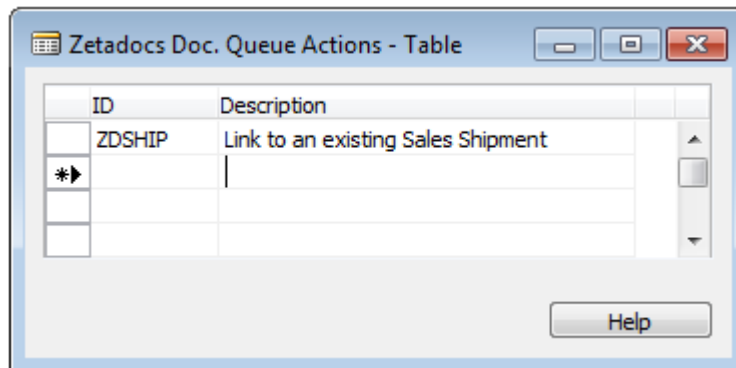 Zetadocs Doc. Queue Actions - Table
ID Description
ZDSHIP Link to an existing Sales Shipment
Help